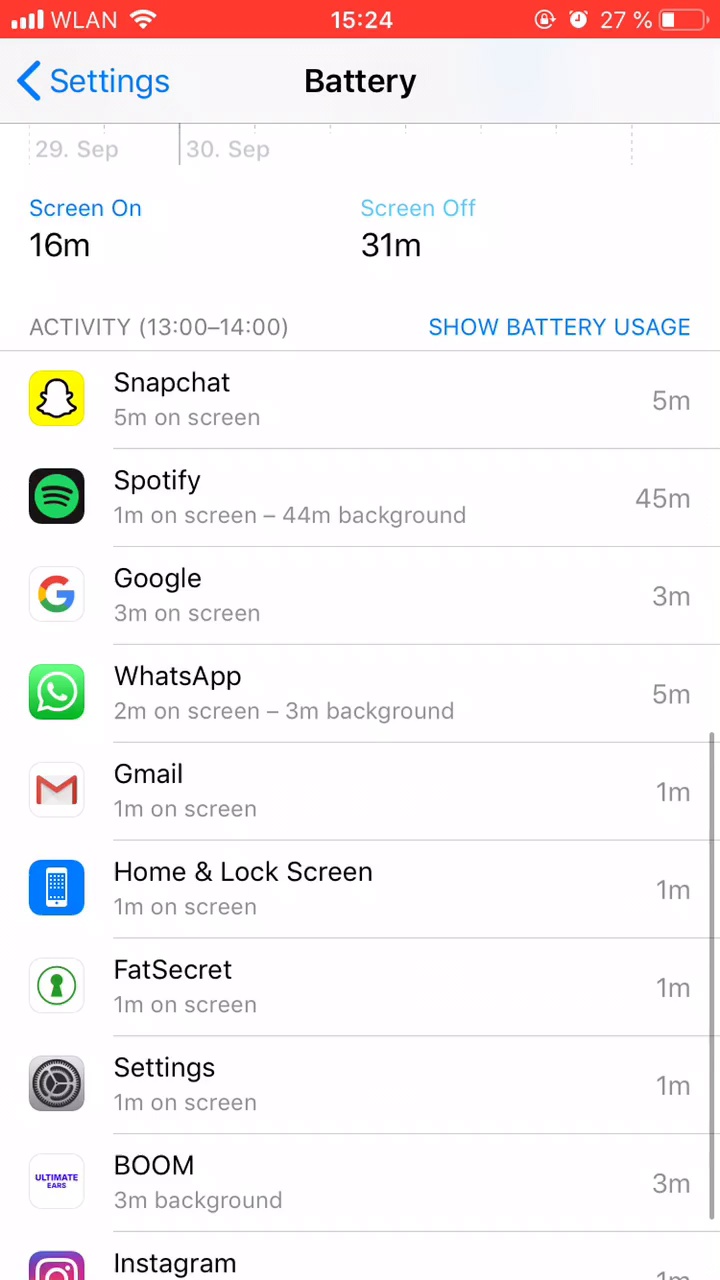 WLAN 15:24 27 %
Settings Battery
29. Sep 30. Sep
Screen On Screen Off
16m 31m
ACTIVITY (13:00–14:00) SHOW BATTERY USAGE
Snapchat
5m on screen 5m
Spotify
1m on screen – 44m background 45m
Google
3m on screen 3m
WhatsApp
2m on screen – 3m background 5m
Gmail
1m on screen 1m
Home & Lock Screen
1m on screen 1m
FatSecret
1m on screen 1m
Settings
1m on screen 1m
ULTIMATE
EARS
BOOM
3m background 3m
Instagram
1m